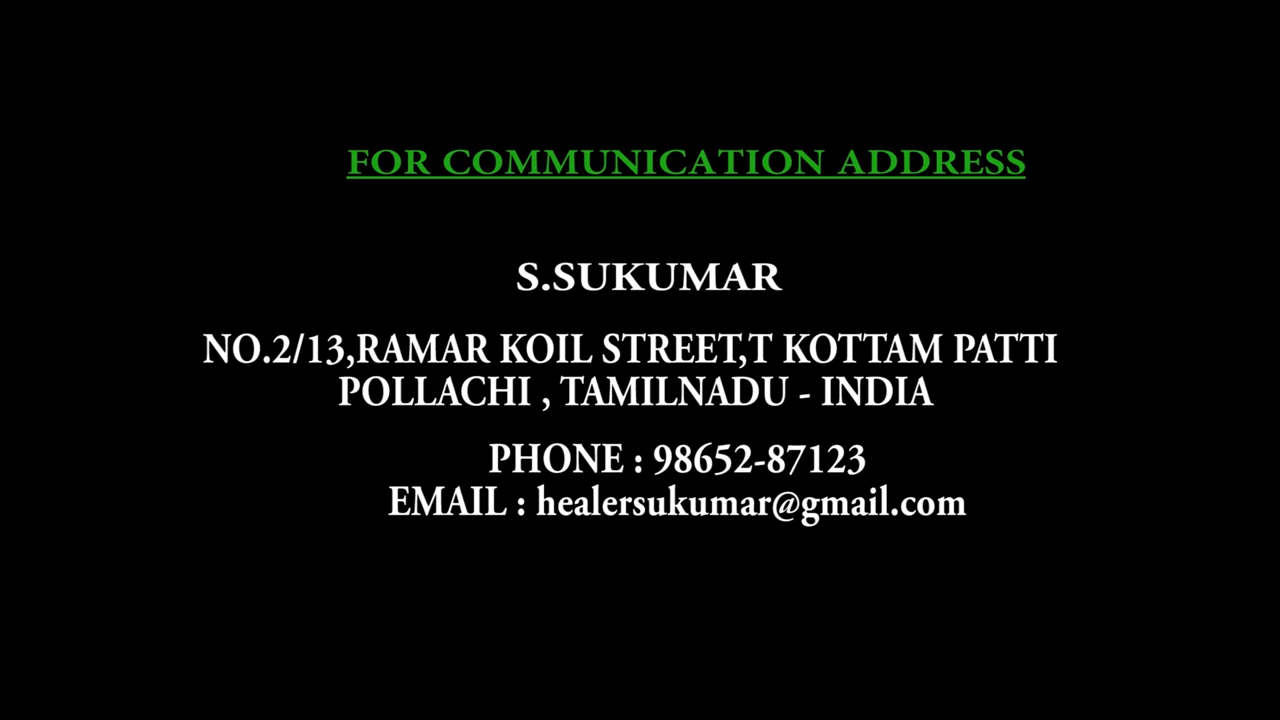 FOR COMMUNICATION ADDRESS
S.SUKUMAR
NO.2/13,RAMAR KOIL STREET,T KOTTAM PATTI
POLLACHI , TAMILNADU - INDIA
PHONE : 98652-87123
EMAIL : healersukumar@gmail.com